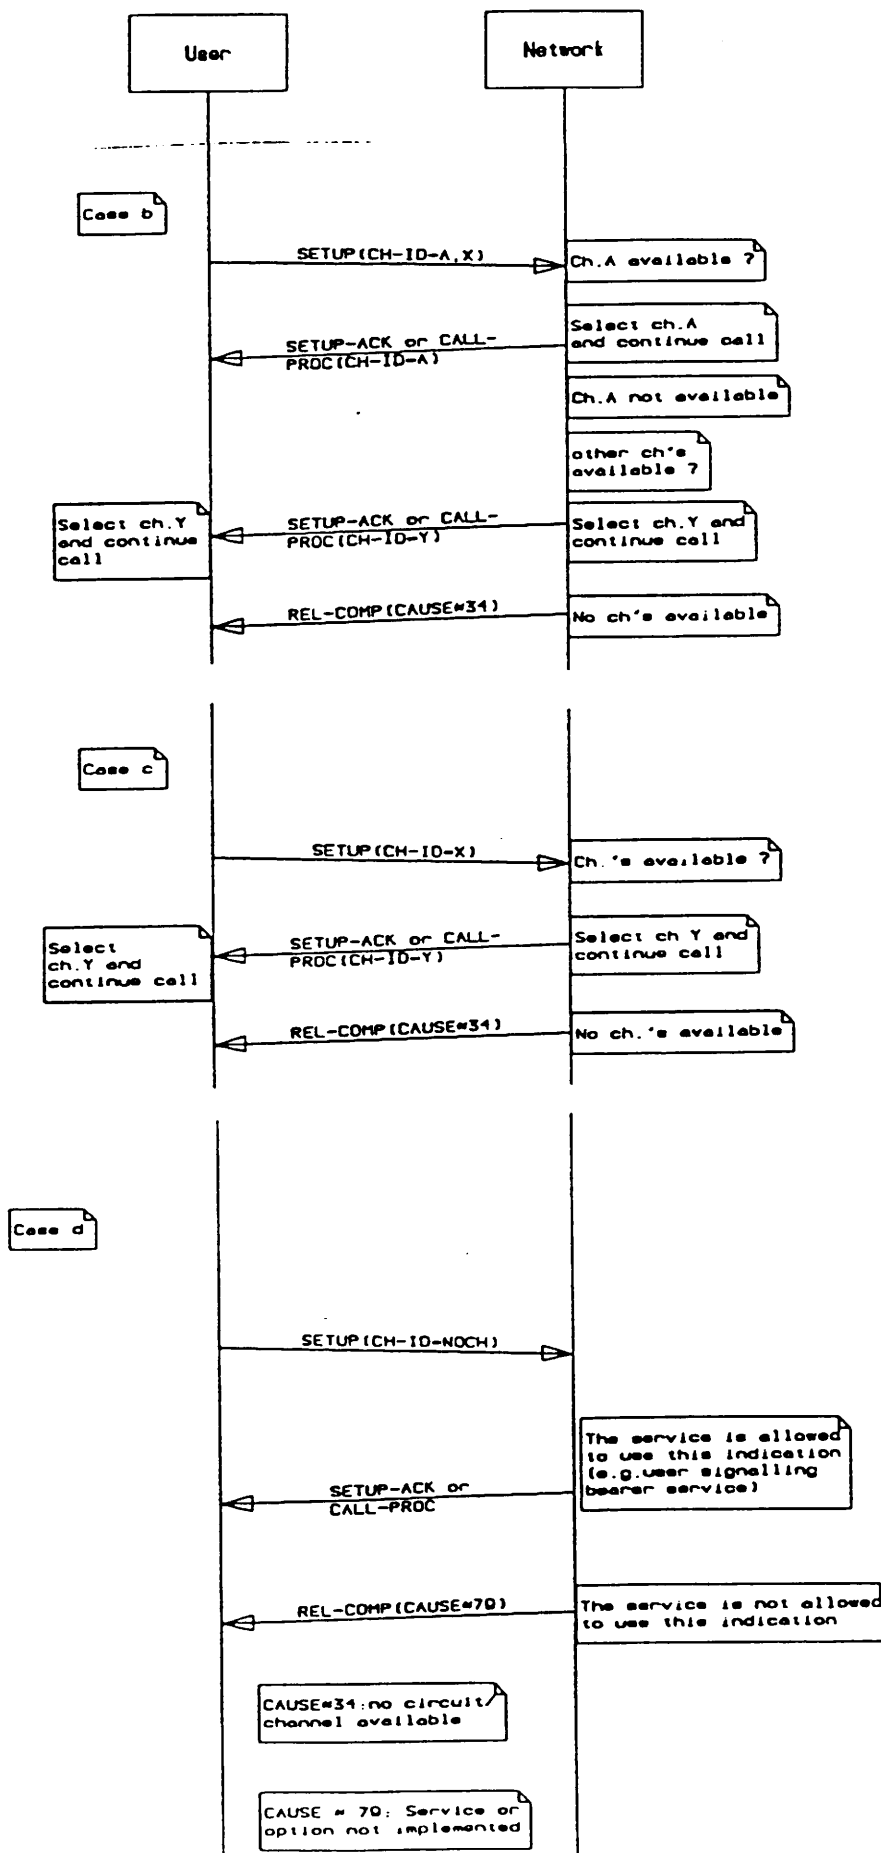 User
Network
Case b
SETUP(CH-ID-A,X)
Ch.A available ?
Select ch.A
and continue call
SETUP-ACK or CALL-
PROC(CH-ID-A)
Ch.A not available
other ch's
available ?
Select ch.Y
and continue
call
SETUP-ACK or CALL-
PROC(CH-ID-Y)
Select ch.Y and
continue call
REL-COMP(CAUSE#34)
No ch's available
Case c
SETUP(CH-ID-X)
Ch.'s available ?
Select
ch.Y and
continue call
SETUP-ACK or CALL-
PROC(CH-ID-Y)
Select ch Y and
continue call
REL-COMP(CAUSE#34)
No ch.'s available
Case d
SETUP(CH-ID-NOCH)
The service is allowed
to use this indication
(e.g.user signalling
bearer service)
SETUP-ACK or
CALL-PROC
REL-COMP(CAUSE#79)
The service is not allowed
to use this indication
CAUSE#34:no circuit/
channel available
CAUSE # 79: Service or
option not implemented